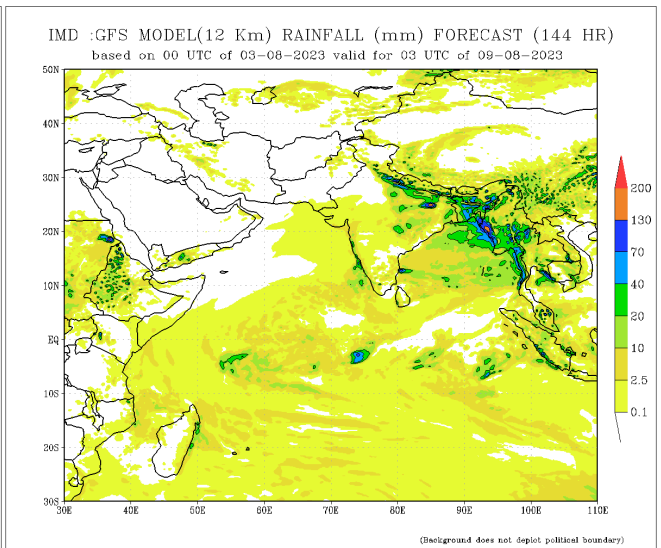 IMD :GFS MODEL(12 Km) RAINFALL (mm) FORECAST (144 HR)
based on 00 UTC of 03-08-2023 valid for 03 UTC of 09-08-2023
50N
40N
30N
20N
10N
EQ
10S
20S
30S
30E 40E 50E 60E 70E 80E 90E 100E 110E
200
130
70
40
20
10
2.5
0.1
(Background does not depict political boundary)